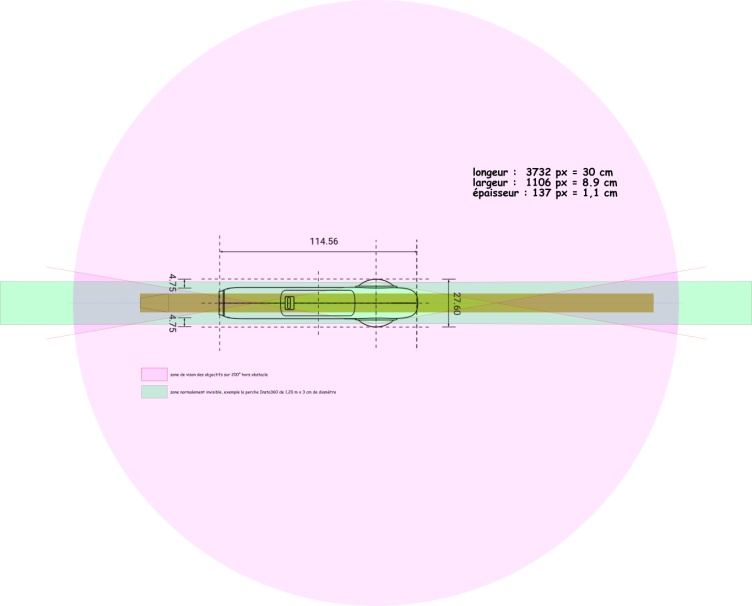 longeur :  3732 px = 30 cm
largeur :  1106 px = 8.9 cm
épaisseur : 137 px = 1,1 cm
114.56
4.75
27.60
4.75
zone de vision des objectifs sur 200° hors obstacle
zone normalement invisible, exemple la perche Insta360 de 1,20 m x 3 cm de diamètre